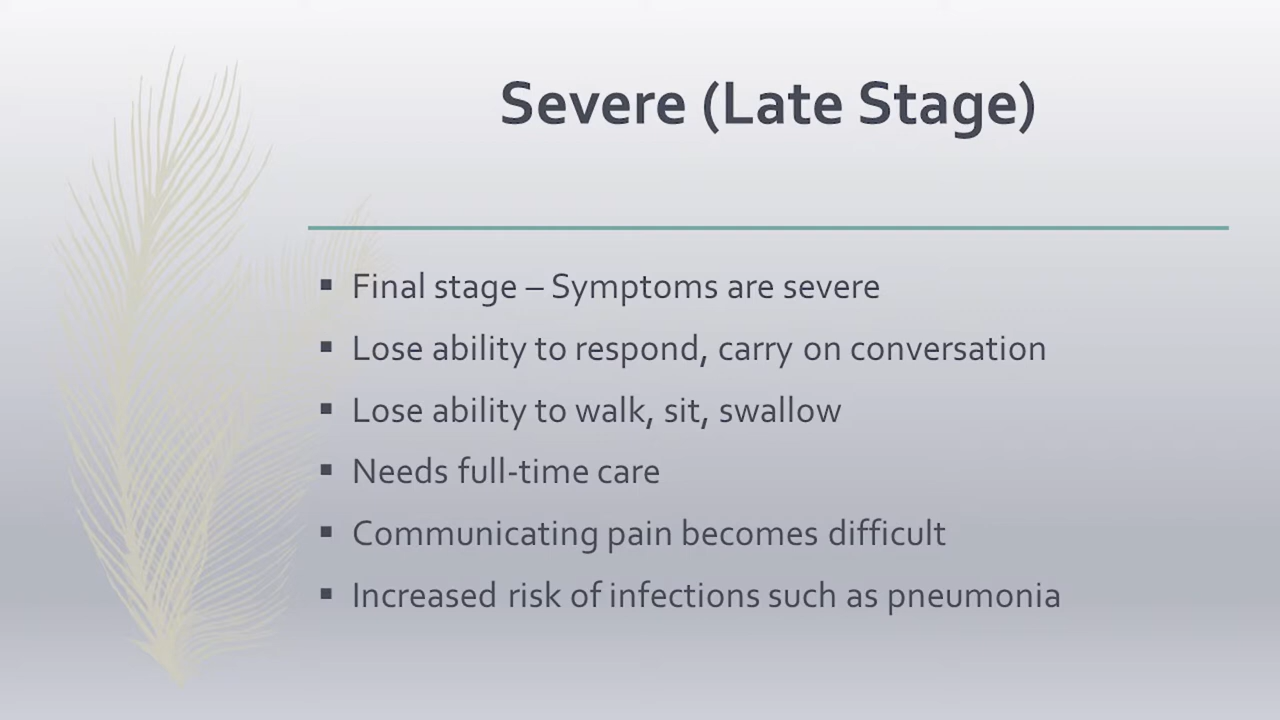 Severe (Late Stage)
▪ Final stage – Symptoms are severe
▪ Lose ability to respond, carry on conversation
▪ Lose ability to walk, sit, swallow
▪ Needs full-time care
▪ Communicating pain becomes difficult
▪ Increased risk of infections such as pneumonia